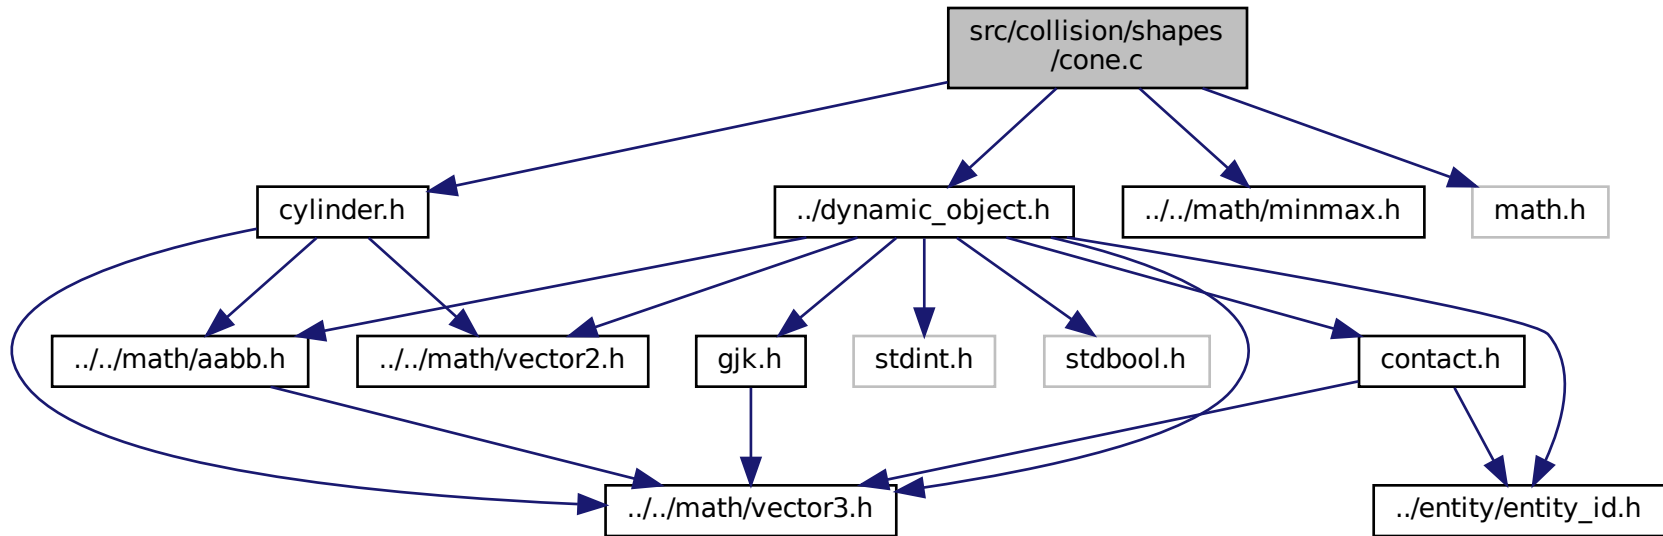 src/collision/shapes
/cone.c
cylinder.h
../dynamic_object.h
../../math/minmax.h
math.h
../../math/aabb.h
../../math/vector2.h
gjk.h
stdint.h
stdbool.h
contact.h
../../math/vector3.h
../entity/entity_id.h